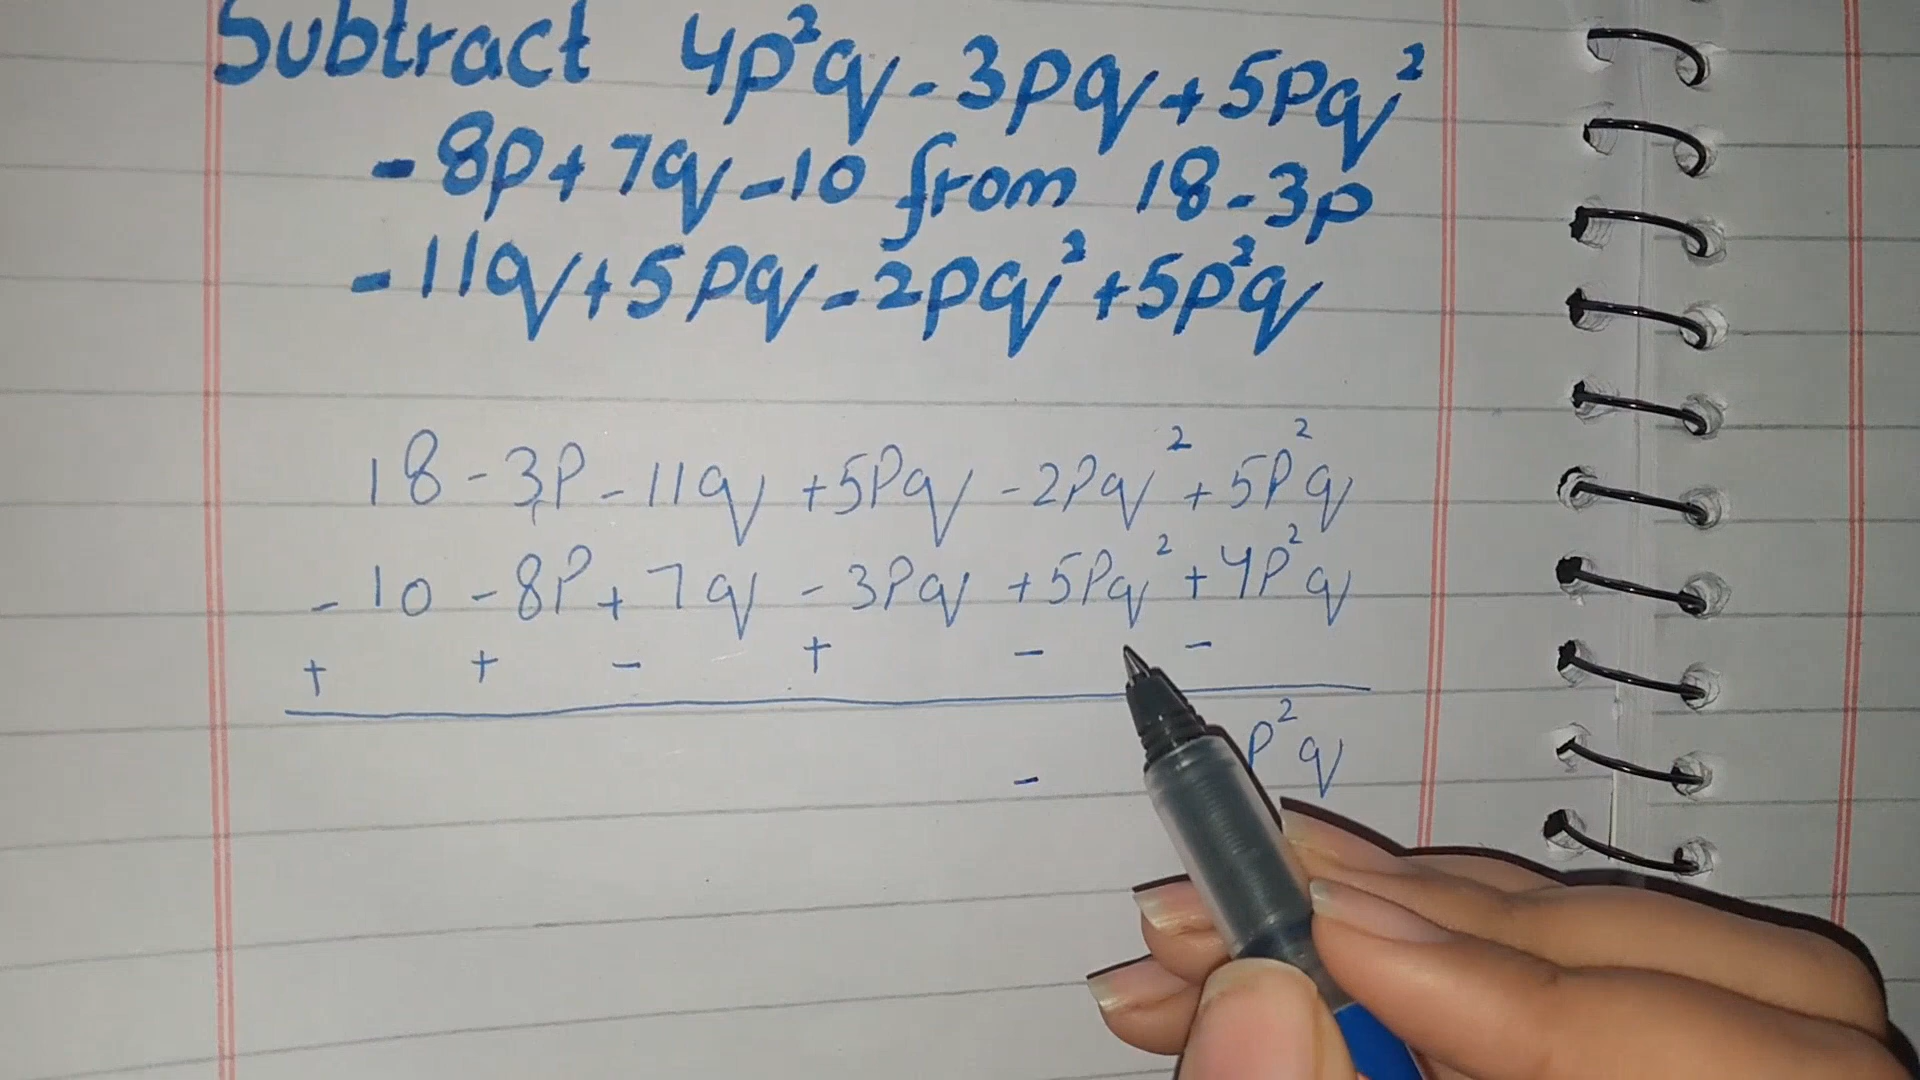 Subtract 4p²q - 3pq + 5pq²
- 8p + 7q - 10 from 18 - 3p
- 11q + 5pq - 2pq² + 5p²q
18 - 3p - 11q + 5pq - 2pq² + 5p²q
- 10 - 8p + 7q - 3pq + 5pq² + 4p²q
+ + - + - -
- p²q